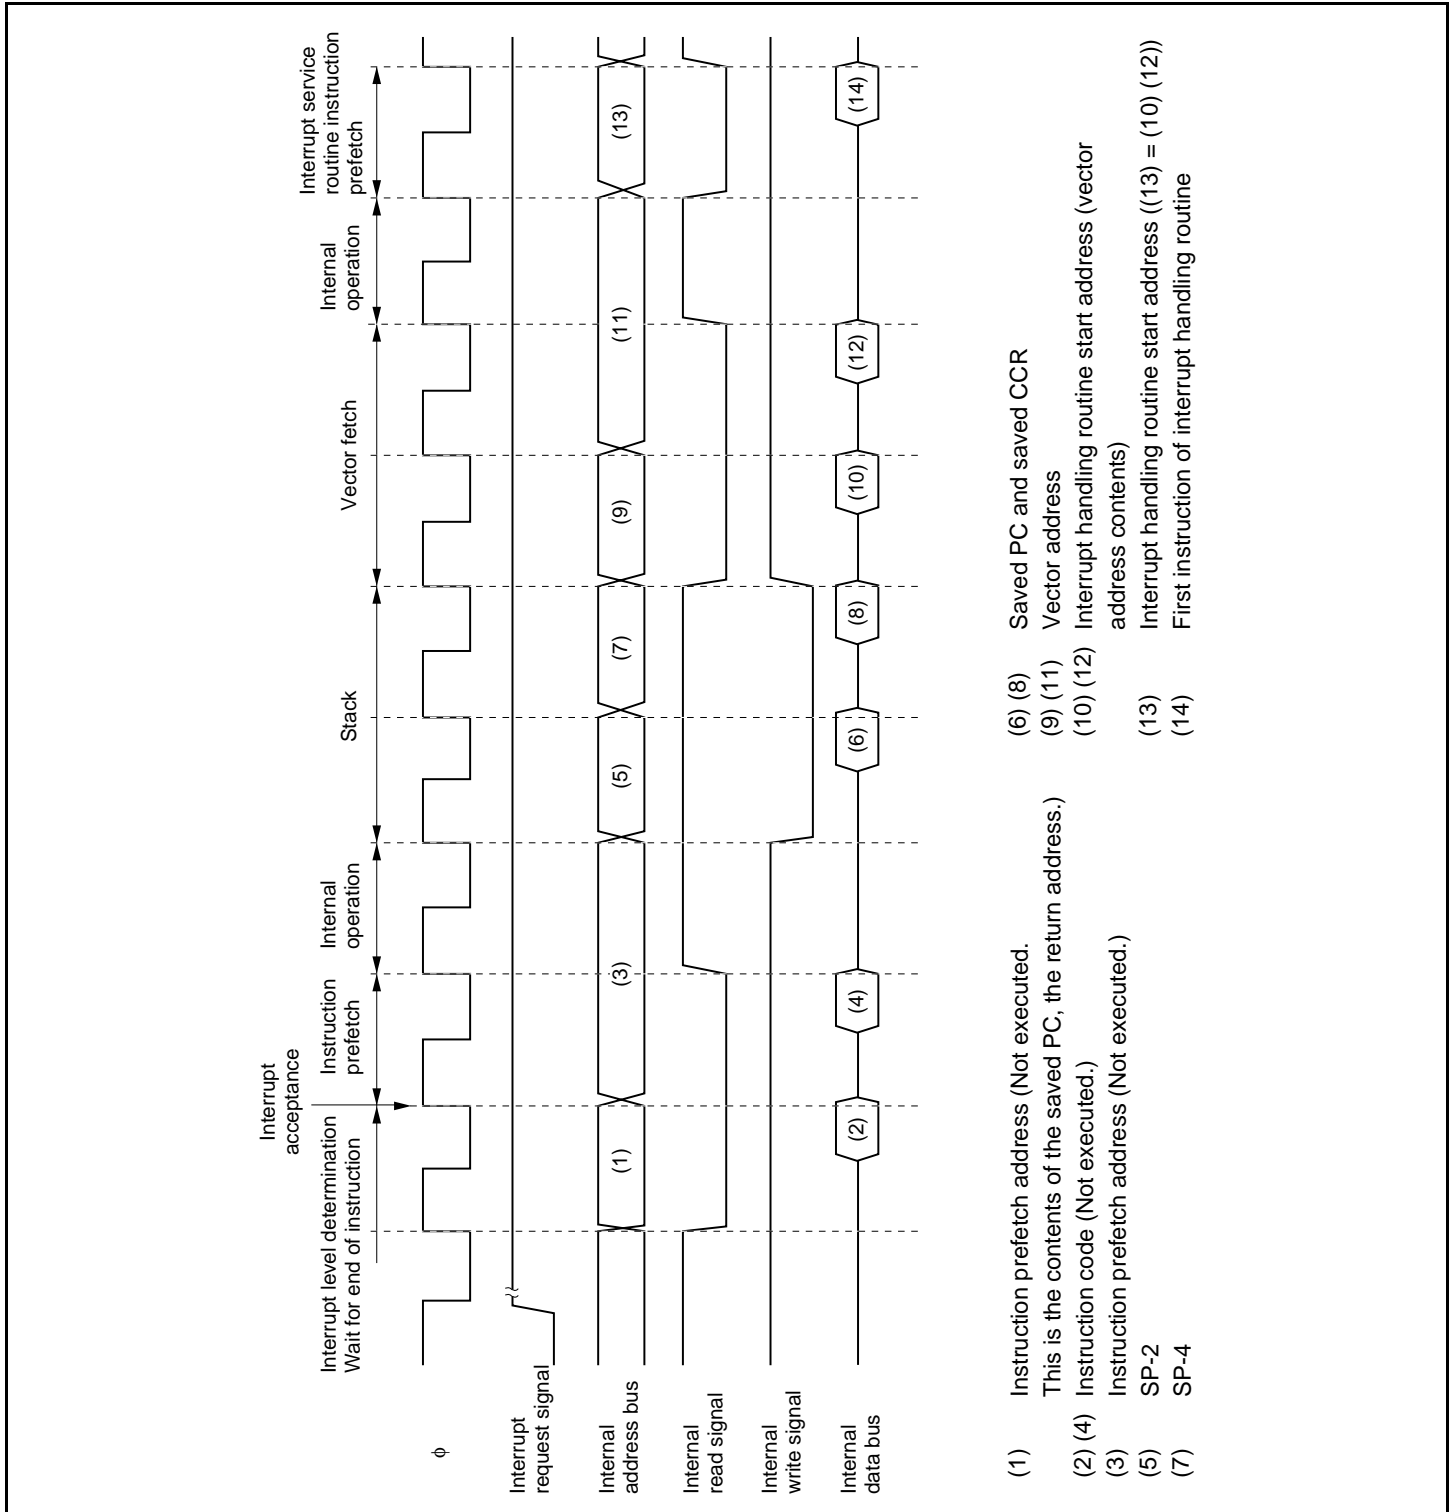 Interrupt
acceptance
Interrupt level determination
Wait for end of instruction
Instruction
prefetch
Internal
operation
Stack
Vector fetch
Internal
operation
Interrupt service
routine instruction
prefetch
φ
Interrupt
request signal
Internal
address bus
(1)
(3)
(5)
(7)
(9)
(11)
(13)
Internal
read signal
Internal
write signal
Internal
data bus
(2)
(4)
(6)
(8)
(10)
(12)
(14)
(1) Instruction prefetch address (Not executed.
This is the contents of the saved PC, the return address.)
(2) (4) Instruction code (Not executed.)
(3) Instruction prefetch address (Not executed.)
(5) SP-2
(7) SP-4
(6) (8) Saved PC and saved CCR
(9) (11) Vector address
(10) (12) Interrupt handling routine start address (vector
address contents)
(13) Interrupt handling routine start address ((13) = (10) (12))
(14) First instruction of interrupt handling routine